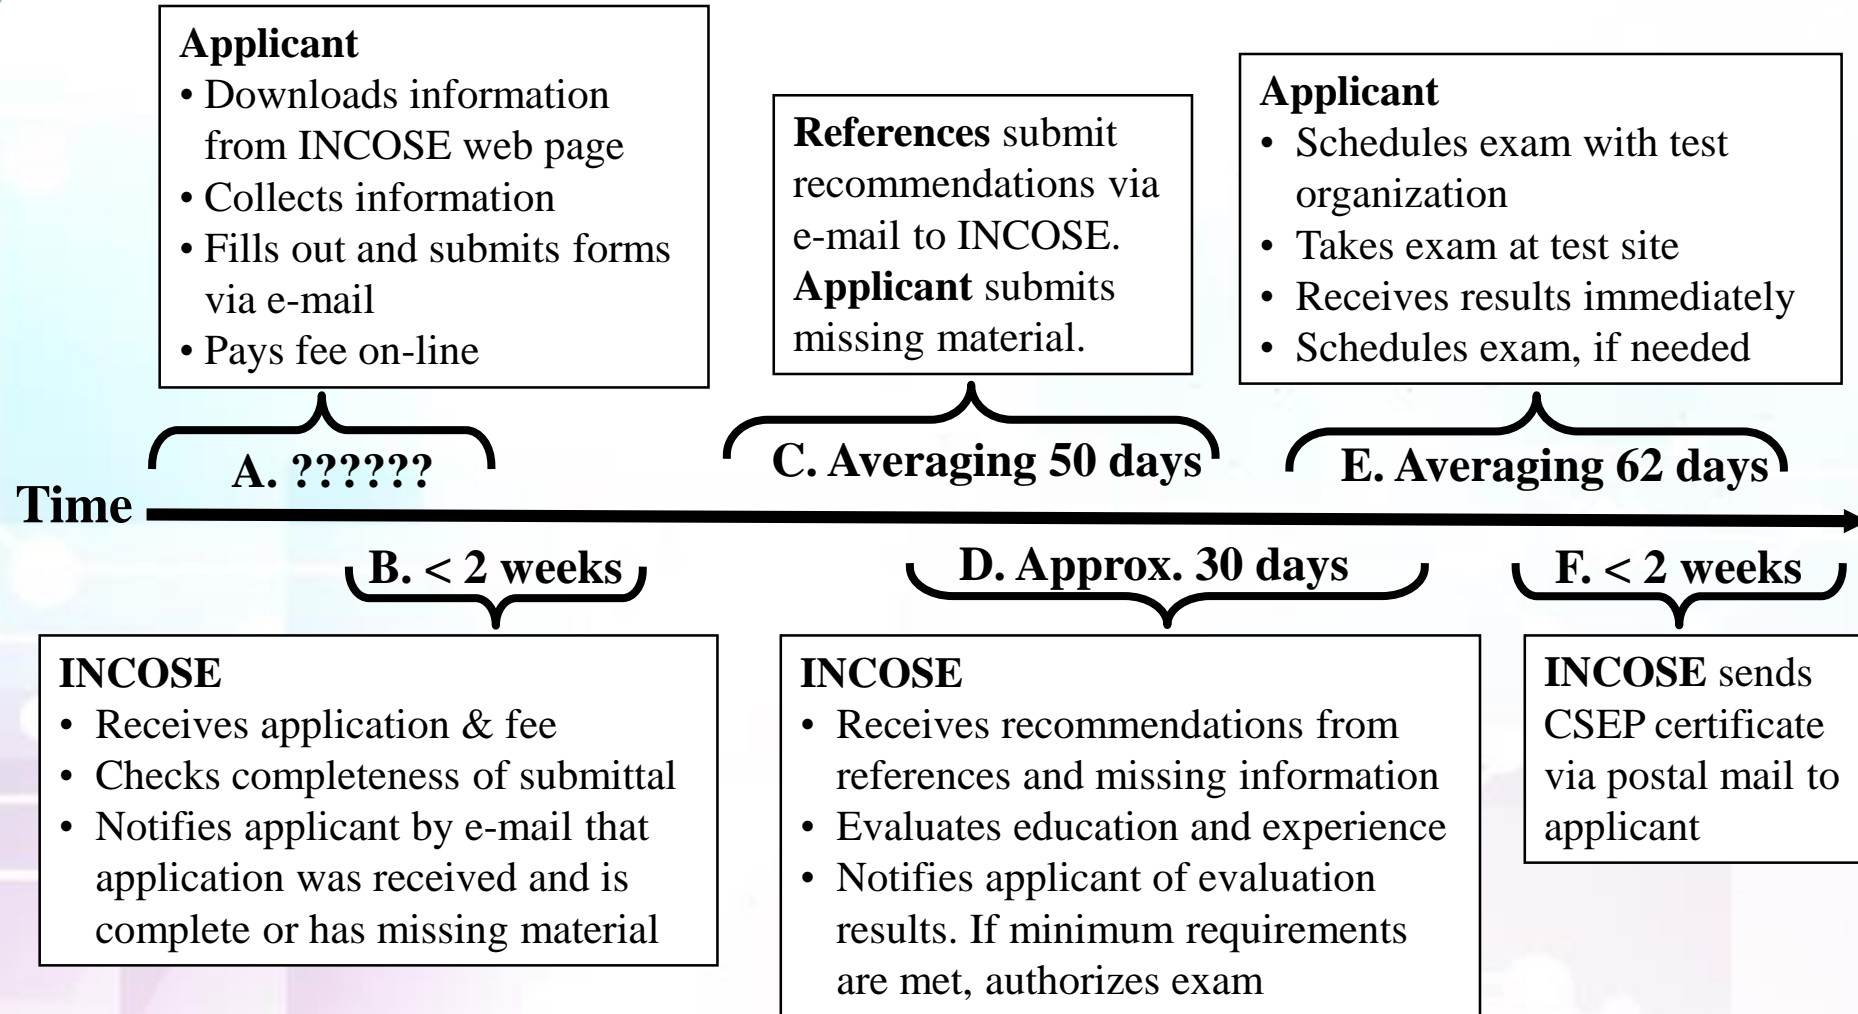 Applicant
• Downloads information
from INCOSE web page
• Collects information
• Fills out and submits forms
via e-mail
• Pays fee on-line
References submit
recommendations via
e-mail to INCOSE.
Applicant submits
missing material.
Applicant
• Schedules exam with test
organization
• Takes exam at test site
• Receives results immediately
• Schedules exam, if needed
A. ??????
C. Averaging 50 days
E. Averaging 62 days
Time
B. < 2 weeks
D. Approx. 30 days
F. < 2 weeks
INCOSE
• Receives application & fee
• Checks completeness of submittal
• Notifies applicant by e-mail that
application was received and is
complete or has missing material
INCOSE
• Receives recommendations from
references and missing information
• Evaluates education and experience
• Notifies applicant of evaluation
results. If minimum requirements
are met, authorizes exam
INCOSE sends
CSEP certificate
via postal mail to
applicant